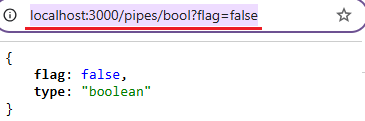 localhost:3000/pipes/bool?flag=false
{
flag: false,
type: "boolean"
}